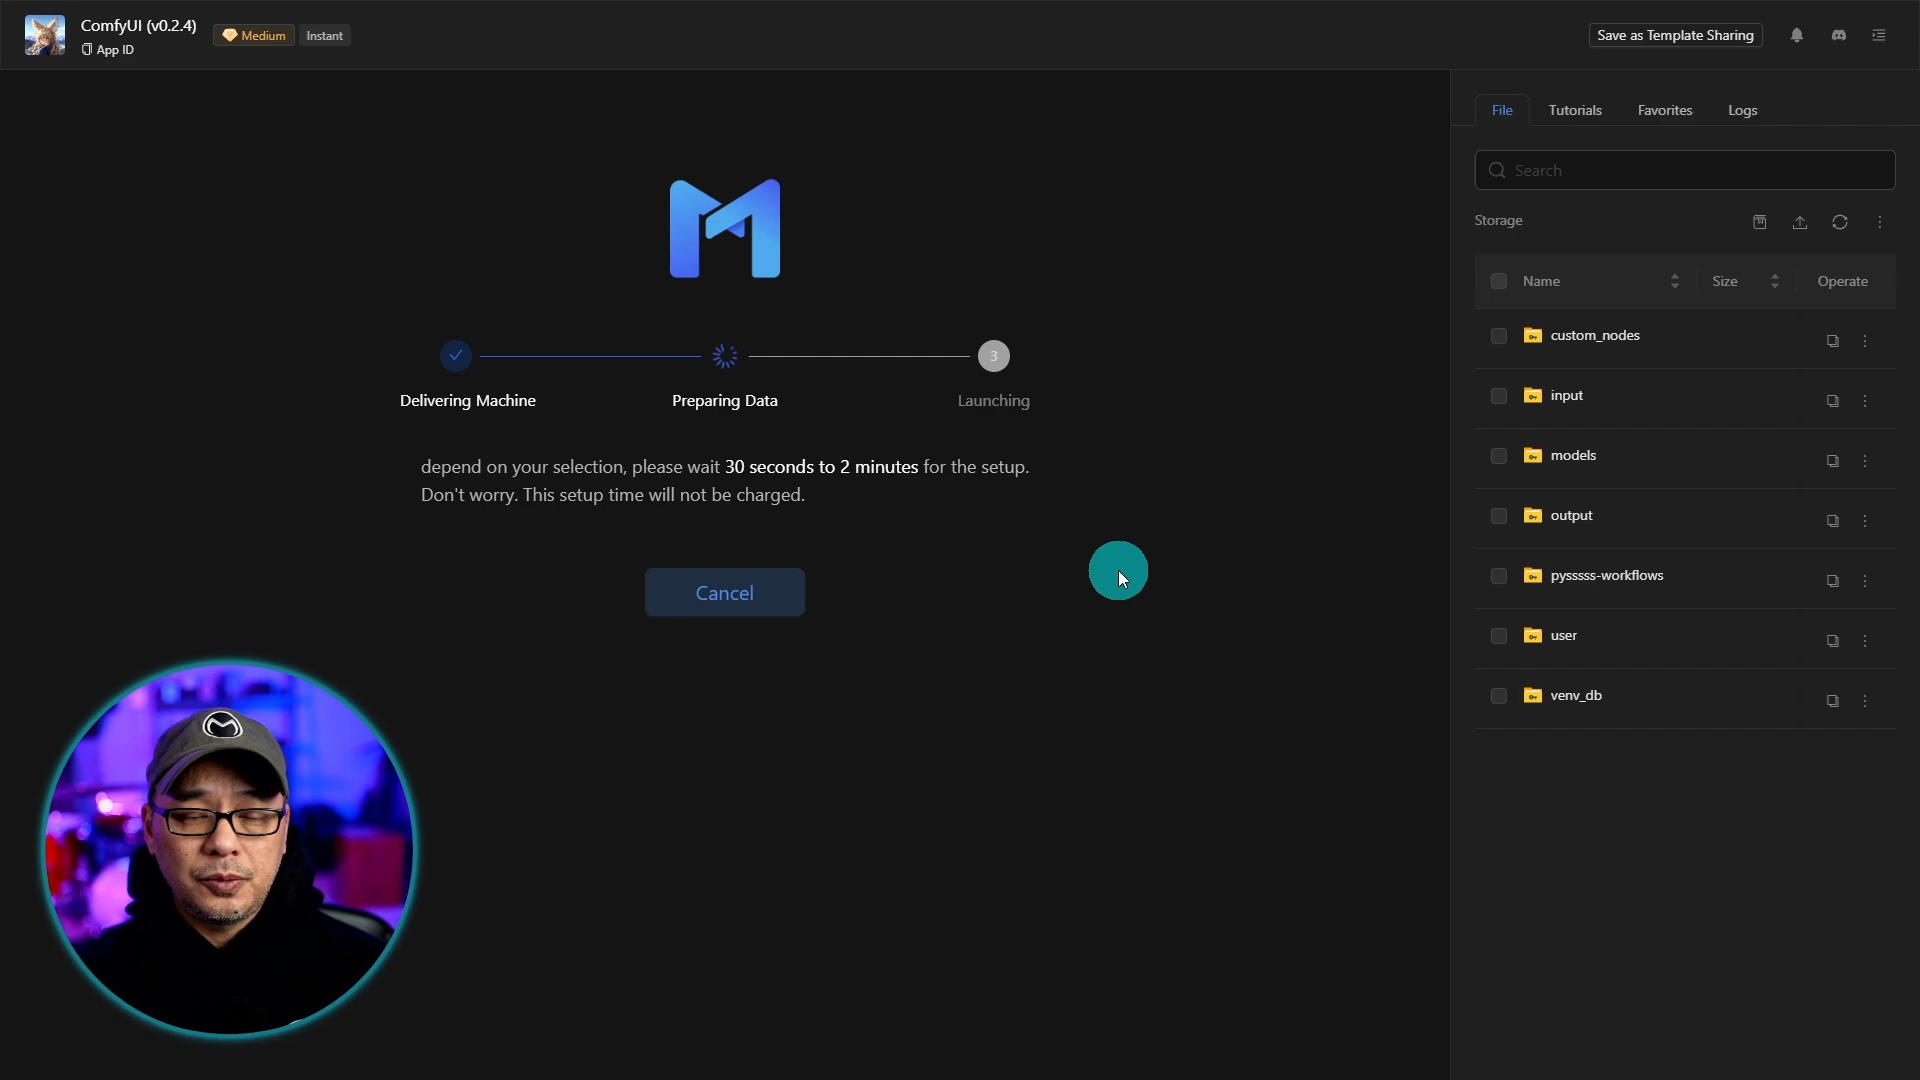 ComfyUI (v0.2.4)
App ID
Medium
Instant
Save as Template Sharing
3
Delivering Machine
Preparing Data
Launching
depend on your selection, please wait 30 seconds to 2 minutes for the setup.
Don't worry. This setup time will not be charged.
Cancel
File
Tutorials
Favorites
Logs
Search
Storage
Name
Size
Operate
custom_nodes
input
models
output
pysssss-workflows
user
venv_db